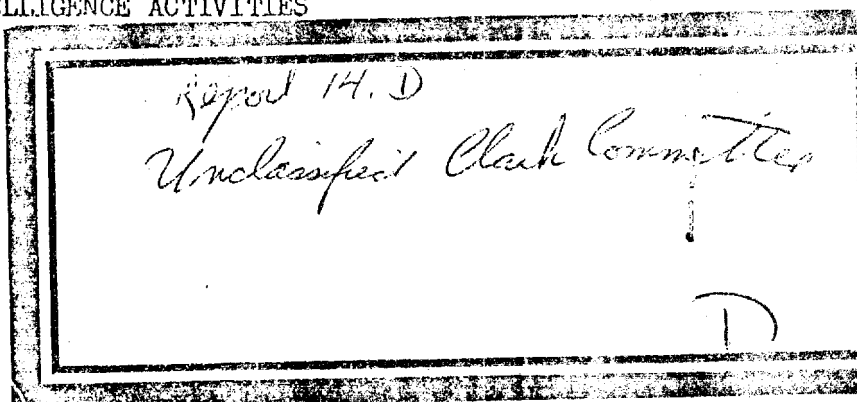 LLIGENCE ACTIVITIES
Report 14. D
Unclassified Clark Committee
D